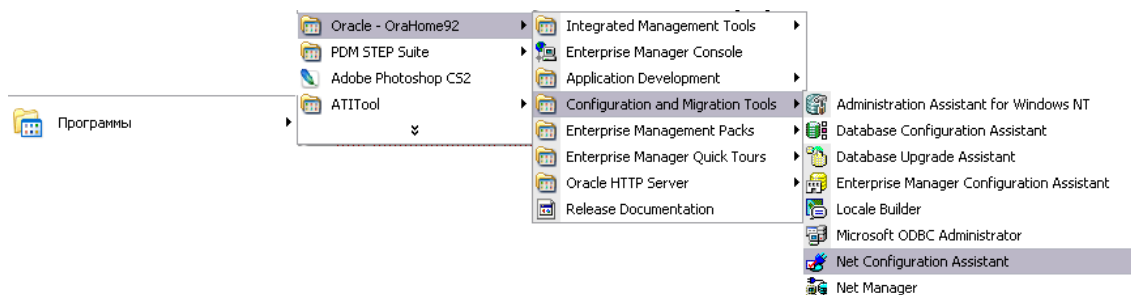 Программы
Oracle - OraHome92
PDM STEP Suite
Adobe Photoshop CS2
ATITool
Integrated Management Tools
Enterprise Manager Console
Application Development
Configuration and Migration Tools
Enterprise Management Packs
Enterprise Manager Quick Tours
Oracle HTTP Server
Release Documentation
Administration Assistant for Windows NT
Database Configuration Assistant
Database Upgrade Assistant
Enterprise Manager Configuration Assistant
Locale Builder
Microsoft ODBC Administrator
Net Configuration Assistant
Net Manager